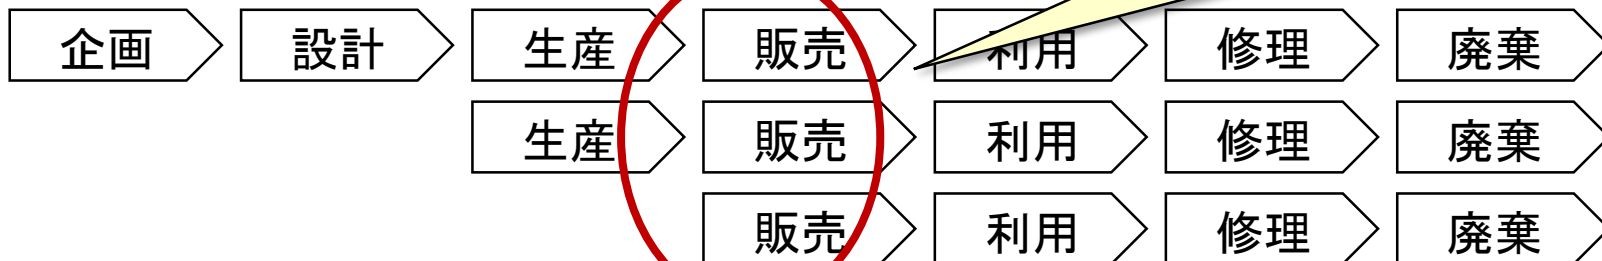 企画 設計 生産 販売 利用 修理 廃棄
生産 販売 利用 修理 廃棄
販売 利用 修理 廃棄